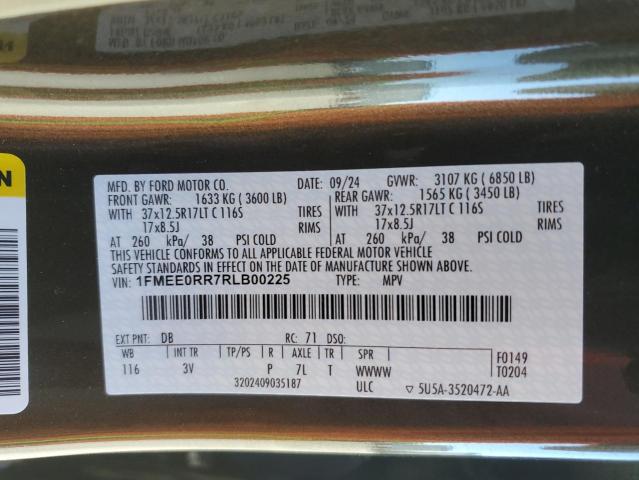 MFD. BY FORD MOTOR CO. DATE: 09/24 GVWR: 3107 KG ( 6850 LB)
FRONT GAWR: 1633 KG ( 3600 LB) REAR GAWR: 1565 KG ( 3450 LB)
WITH 37x12.5R17LT C 116S TIRES WITH 37x12.5R17LT C 116S TIRES
17x8.5J RIMS 17x8.5J RIMS
AT 260 kPa/ 38 PSI COLD AT 260 kPa/ 38 PSI COLD
THIS VEHICLE CONFORMS TO ALL APPLICABLE FEDERAL MOTOR VEHICLE
SAFETY STANDARDS IN EFFECT ON THE DATE OF MANUFACTURE SHOWN ABOVE.
VIN: 1FMEE0RR7RLB00225 TYPE: MPV
EXT PNT: DB RC: 71 DSO:
WB INT TR TP/PS R AXLE TR SPR F0149
116 3V P 7L T WWWW T0204
3202409035187 ULC 5U5A-3520472-AA